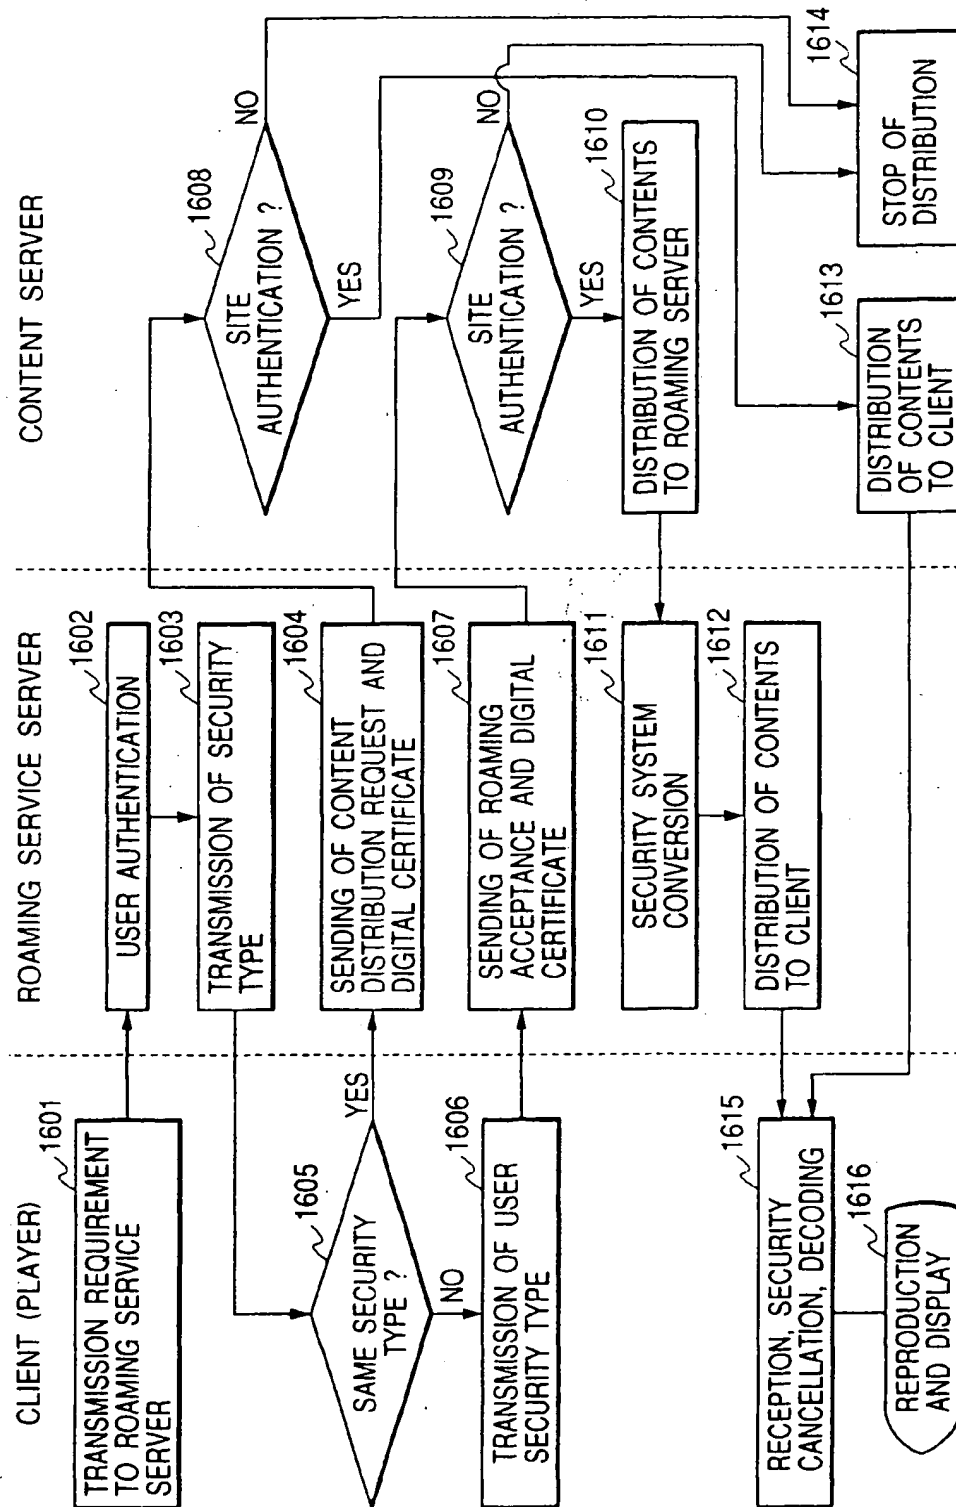 CLIENT (PLAYER)
TRANSMISSION REQUIREMENT
TO ROAMING SERVICE
SERVER
1601
SAME SECURITY
TYPE ?
1605
YES
NO
TRANSMISSION OF USER
SECURITY TYPE
1606
RECEPTION, SECURITY
CANCELLATION, DECODING
1615
REPRODUCTION
AND DISPLAY
1616
ROAMING SERVICE SERVER
USER AUTHENTICATION
1602
TRANSMISSION OF SECURITY
TYPE
1603
SENDING OF CONTENT
DISTRIBUTION REQUEST AND
DIGITAL CERTIFICATE
1604
SENDING OF ROAMING
ACCEPTANCE AND DIGITAL
CERTIFICATE
1607
SECURITY SYSTEM
CONVERSION
1611
DISTRIBUTION OF CONTENTS
TO CLIENT
1612
CONTENT SERVER
SITE
AUTHENTICATION ?
1608
NO
YES
SITE
AUTHENTICATION ?
1609
NO
YES
DISTRIBUTION OF CONTENTS
TO ROAMING SERVER
1610
DISTRIBUTION
OF CONTENTS
TO CLIENT
1613
STOP OF
DISTRIBUTION
1614